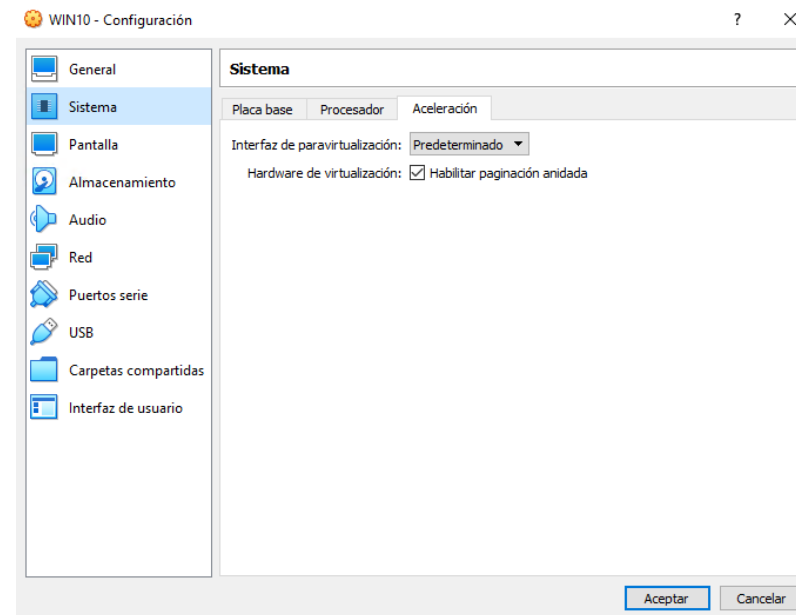 WIN10 - Configuración
?
General
Sistema
Pantalla
Almacenamiento
Audio
Red
Puertos serie
USB
Carpetas compartidas
Interfaz de usuario
Sistema
Placa base Procesador Aceleración
Interfaz de paravirtualización: Predeterminado
Hardware de virtualización: Habilitar paginación anidada
Aceptar Cancelar